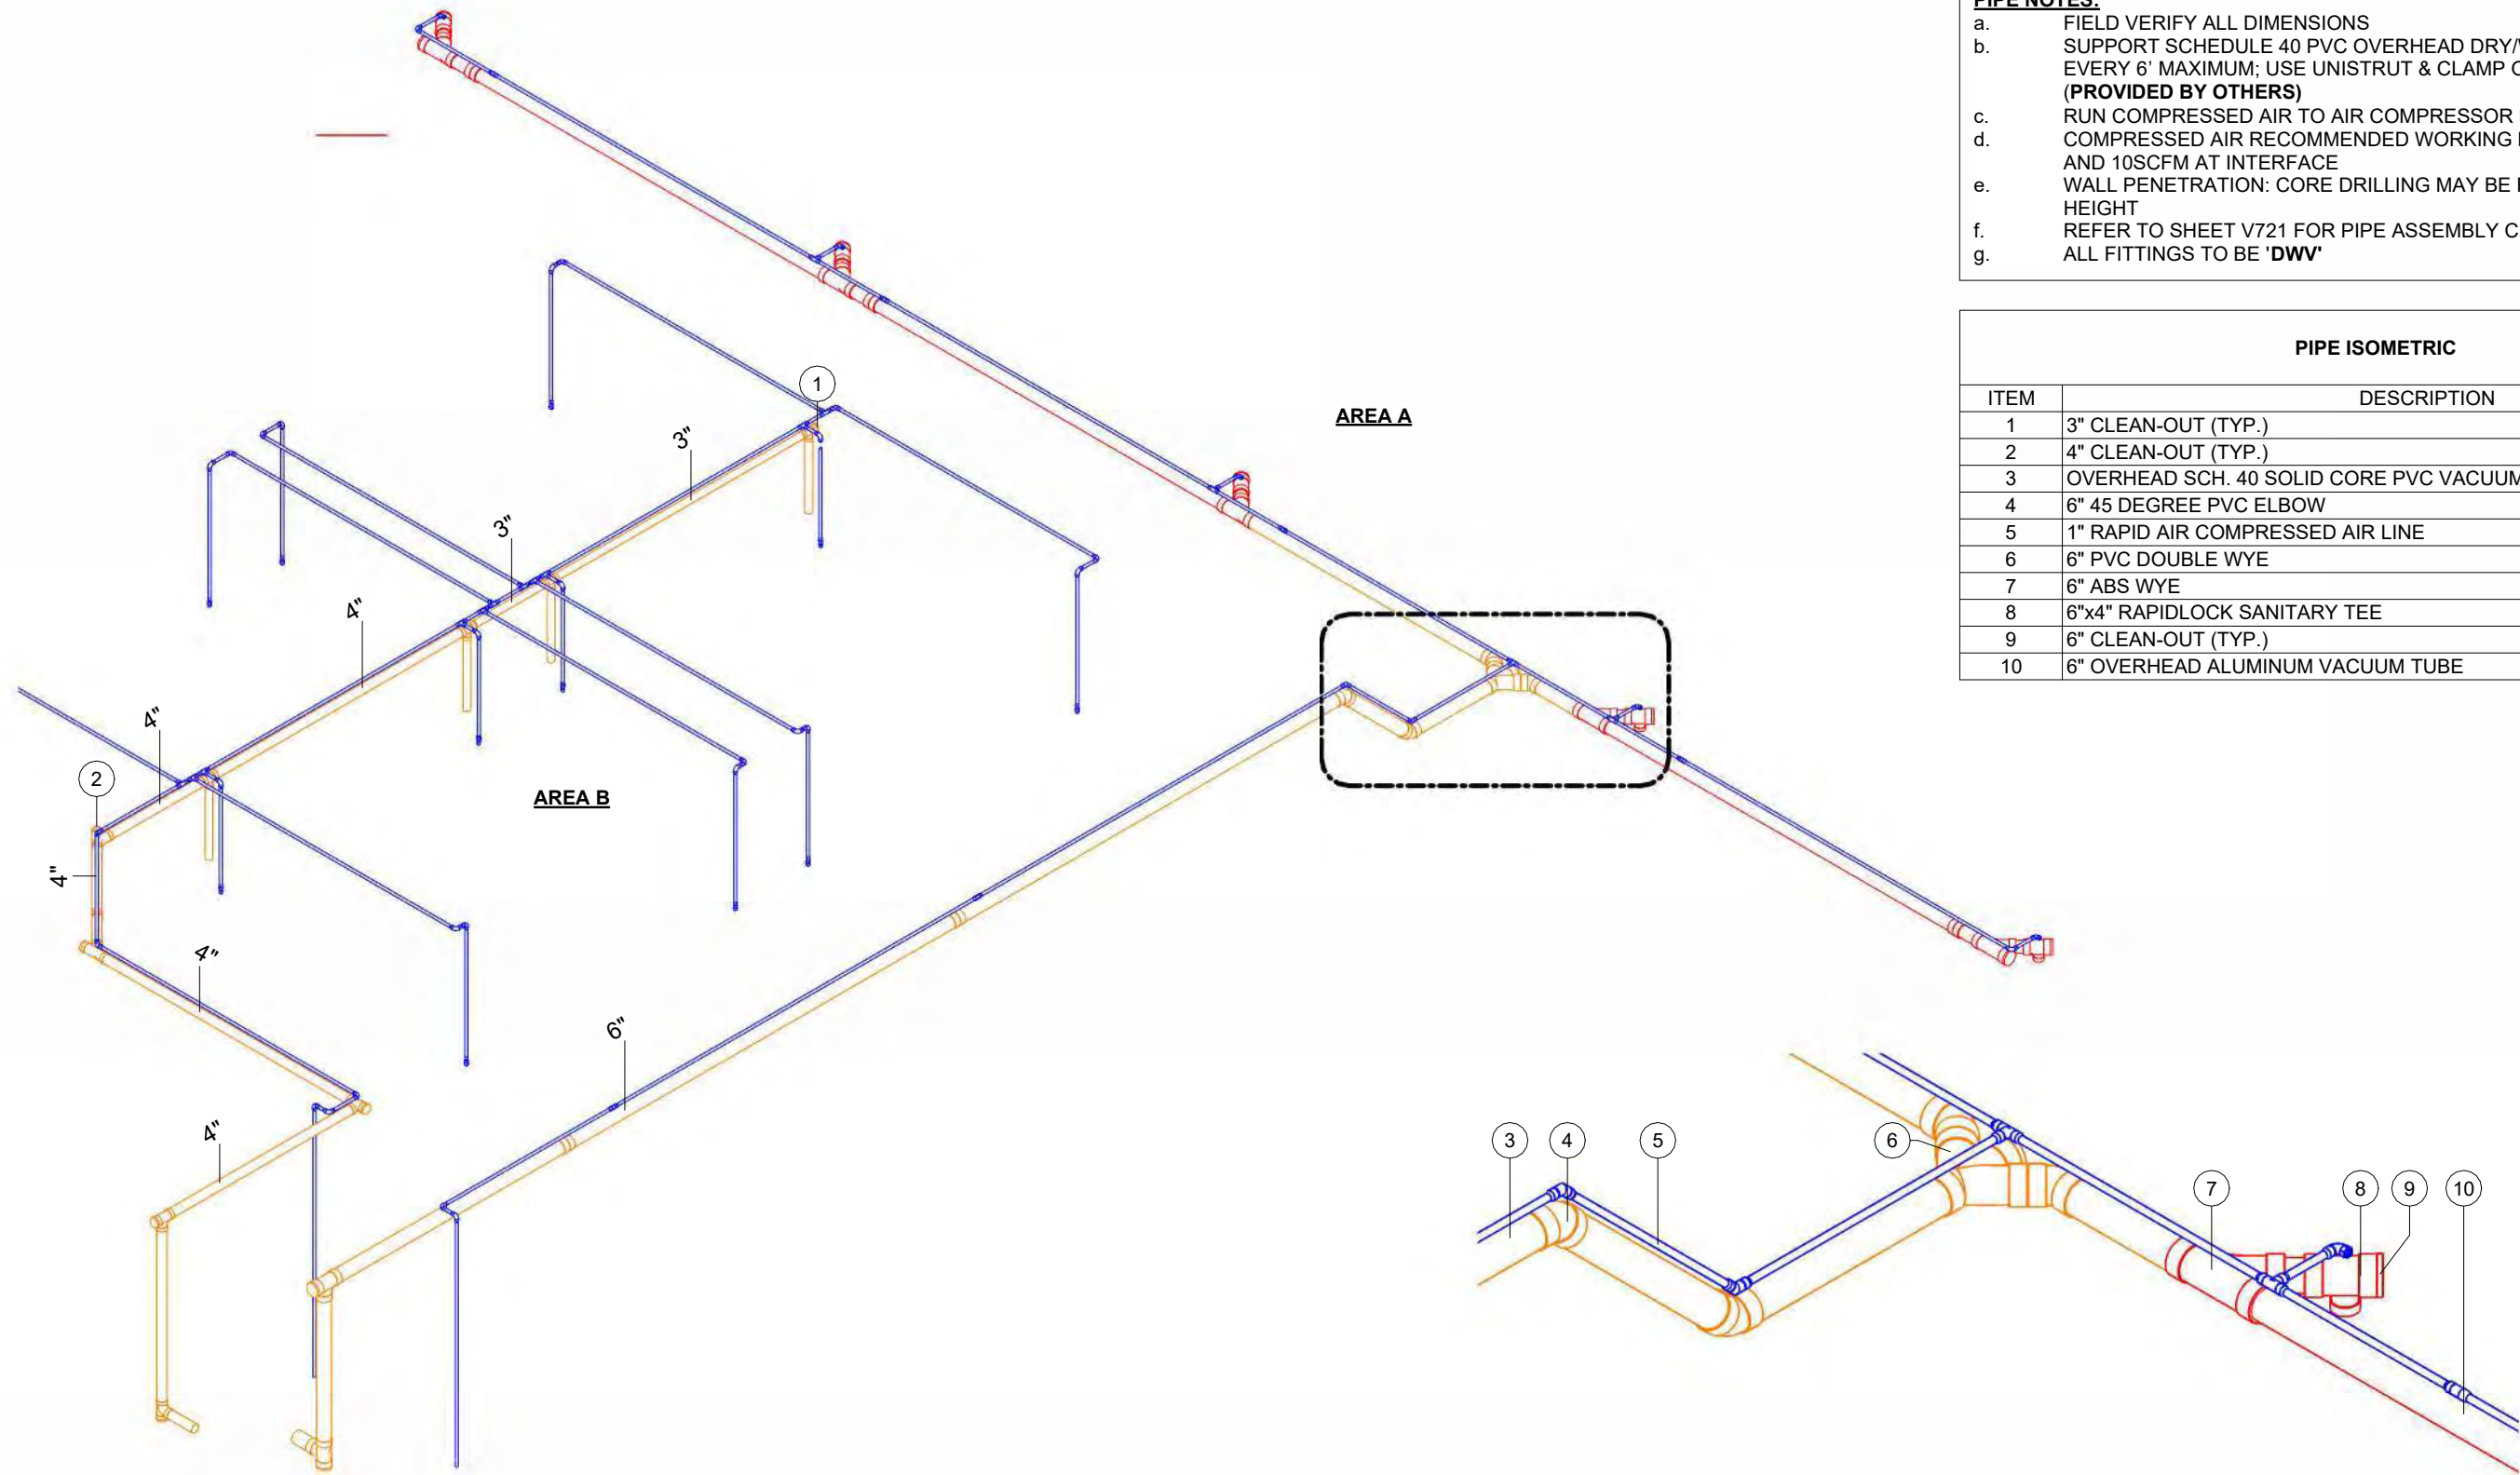 PIPE NOTES:
a. FIELD VERIFY ALL DIMENSIONS
b. SUPPORT SCHEDULE 40 PVC OVERHEAD DRY/
EVERY 6' MAXIMUM; USE UNISTRUT & CLAMP
(PROVIDED BY OTHERS)
c. RUN COMPRESSED AIR TO AIR COMPRESSOR
d. COMPRESSED AIR RECOMMENDED WORKING
AND 10SCFM AT INTERFACE
e. WALL PENETRATION: CORE DRILLING MAY BE
HEIGHT
f. REFER TO SHEET V721 FOR PIPE ASSEMBLY
g. ALL FITTINGS TO BE 'DWV'
PIPE ISOMETRIC
ITEM DESCRIPTION
1 3" CLEAN-OUT (TYP.)
2 4" CLEAN-OUT (TYP.)
3 OVERHEAD SCH. 40 SOLID CORE PVC VACUUM
4 6" 45 DEGREE PVC ELBOW
5 1" RAPID AIR COMPRESSED AIR LINE
6 6" PVC DOUBLE WYE
7 6" ABS WYE
8 6"x4" RAPIDLOCK SANITARY TEE
9 6" CLEAN-OUT (TYP.)
10 6" OVERHEAD ALUMINUM VACUUM TUBE
1
AREA A
3"
3"
4"
4"
2
AREA B
4"
4"
6"
4"
3
4
5
6
7
8
9
10